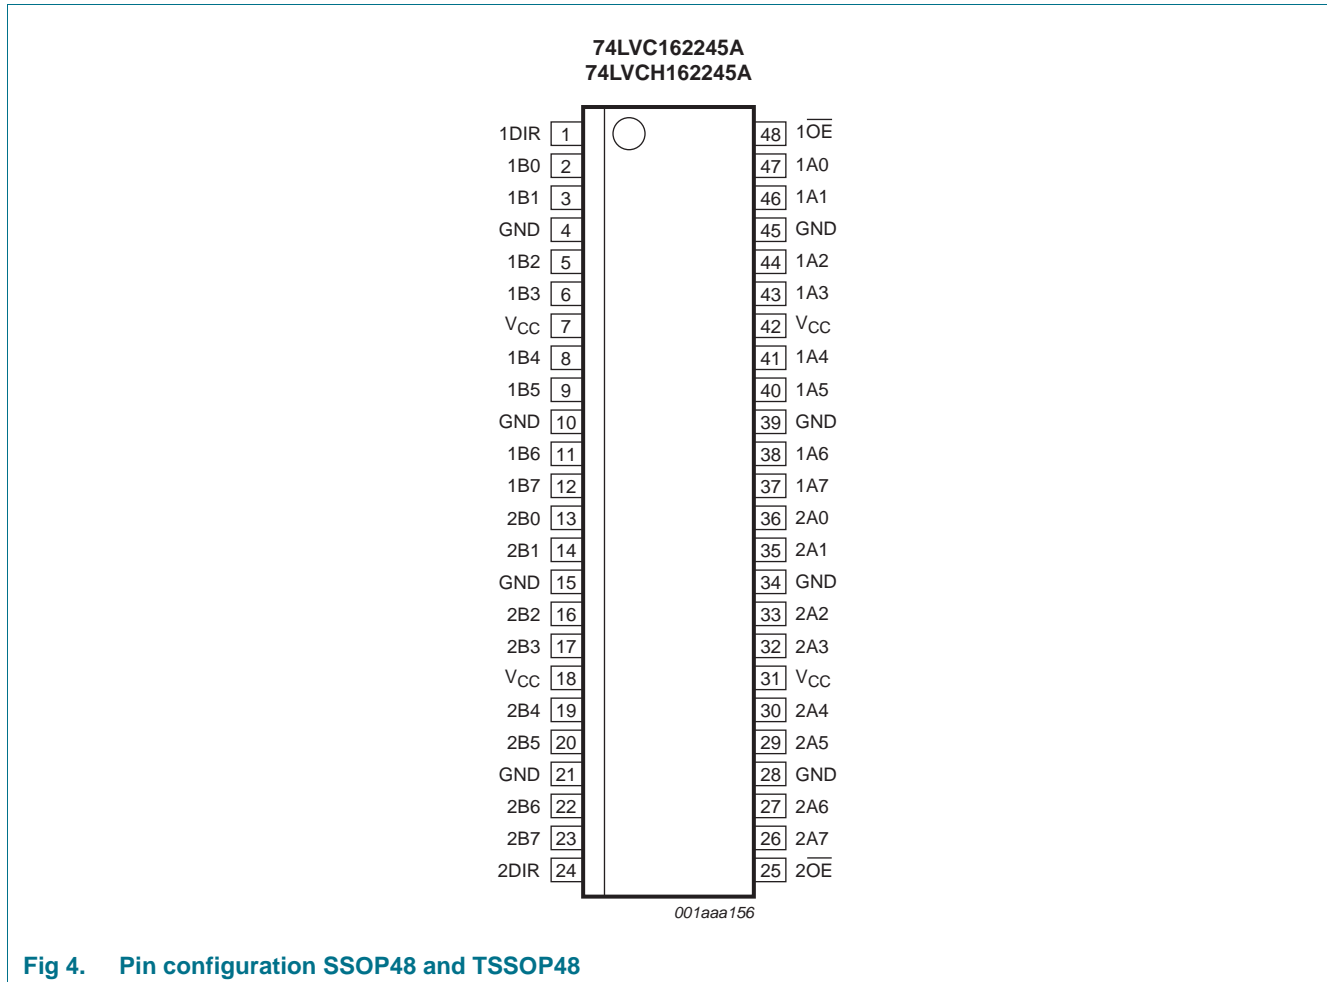 74LVC162245A
74LVCH162245A
1DIR 1 48 1O̅E̅
1B0 2 47 1A0
1B1 3 46 1A1
GND 4 45 GND
1B2 5 44 1A2
1B3 6 43 1A3
VCC 7 42 VCC
1B4 8 41 1A4
1B5 9 40 1A5
GND 10 39 GND
1B6 11 38 1A6
1B7 12 37 1A7
2B0 13 36 2A0
2B1 14 35 2A1
GND 15 34 GND
2B2 16 33 2A2
2B3 17 32 2A3
VCC 18 31 VCC
2B4 19 30 2A4
2B5 20 29 2A5
GND 21 28 GND
2B6 22 27 2A6
2B7 23 26 2A7
2DIR 24 25 2O̅E̅
001aaa156
Fig 4. Pin configuration SSOP48 and TSSOP48